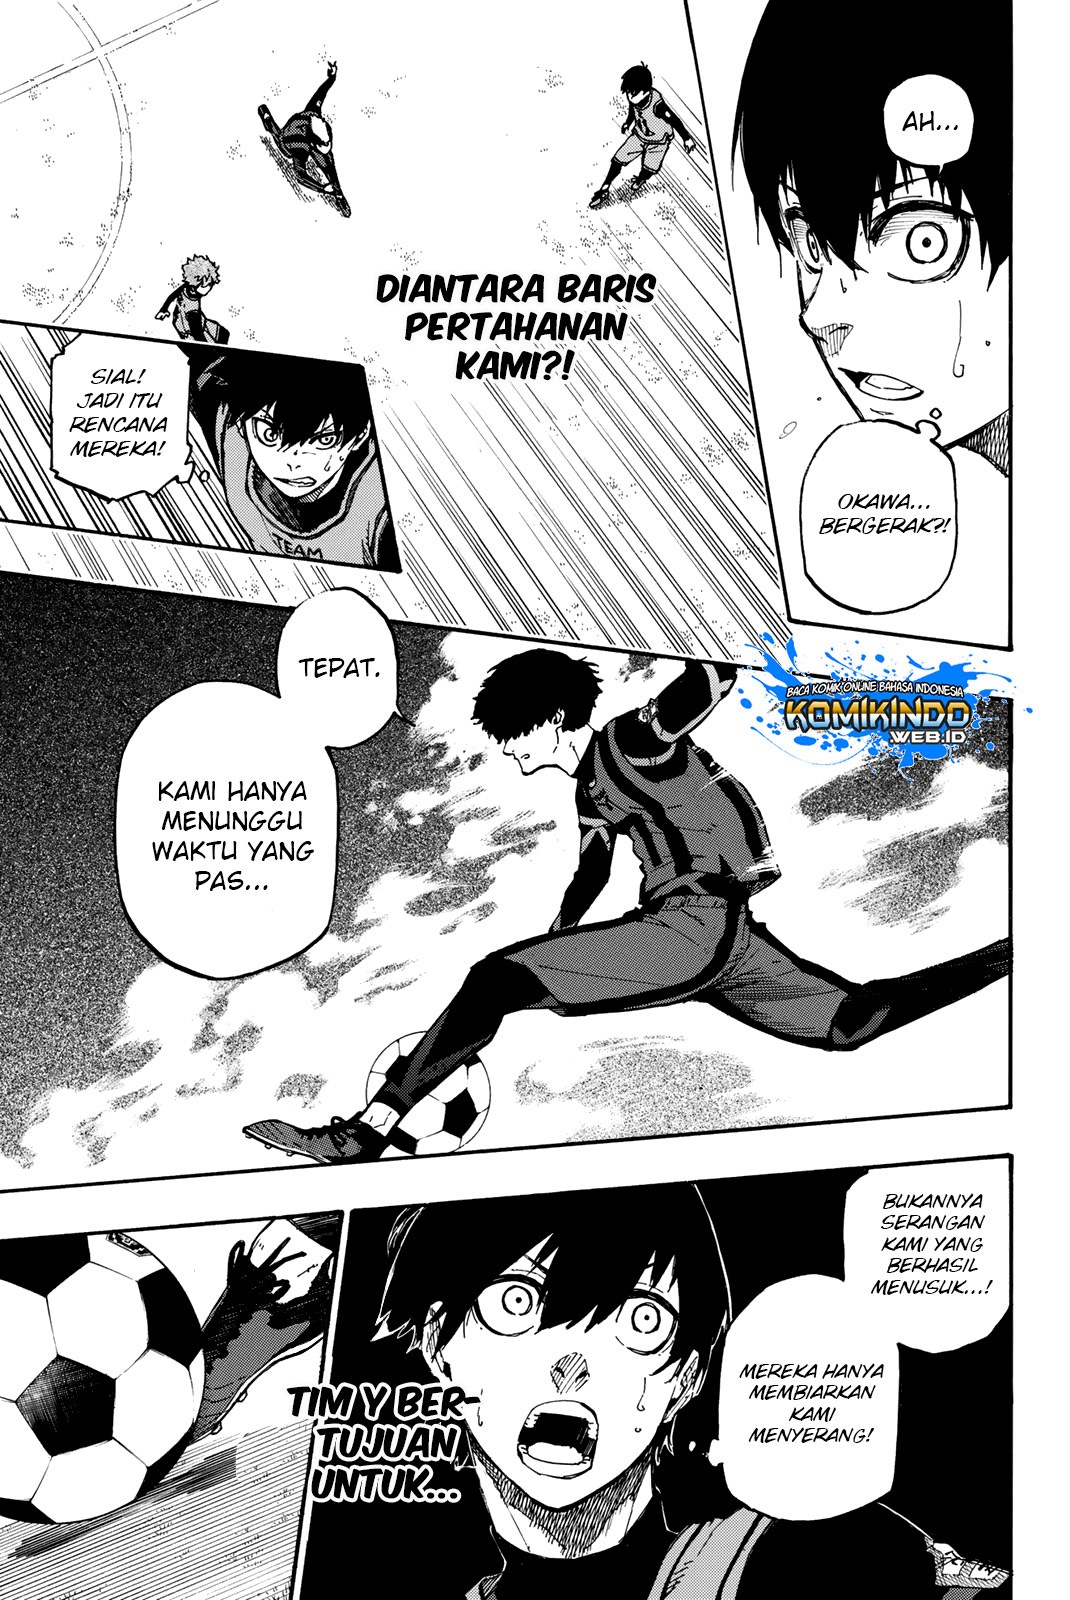 AH...
OKAWA...
BERGERAK?!
DIANTARA BARIS
PERTAHANAN
KAMI?!
SIAL!
JADI ITU
RENCANA
MEREKA!
TEAM
BACA KOMIK ONLINE BAHASA INDONESIA
KOMIKINDO
.WEB.ID
TEPAT.
KAMI HANYA
MENUNGGU
WAKTU YANG
PAS...
BUKANNYA
SERANGAN
KAMI YANG
BERHASIL
MENUSUK...!
MEREKA HANYA
MEMBIARKAN
KAMI
MENYERANG!
TIM Y BER-
TUJUAN
UNTUK...